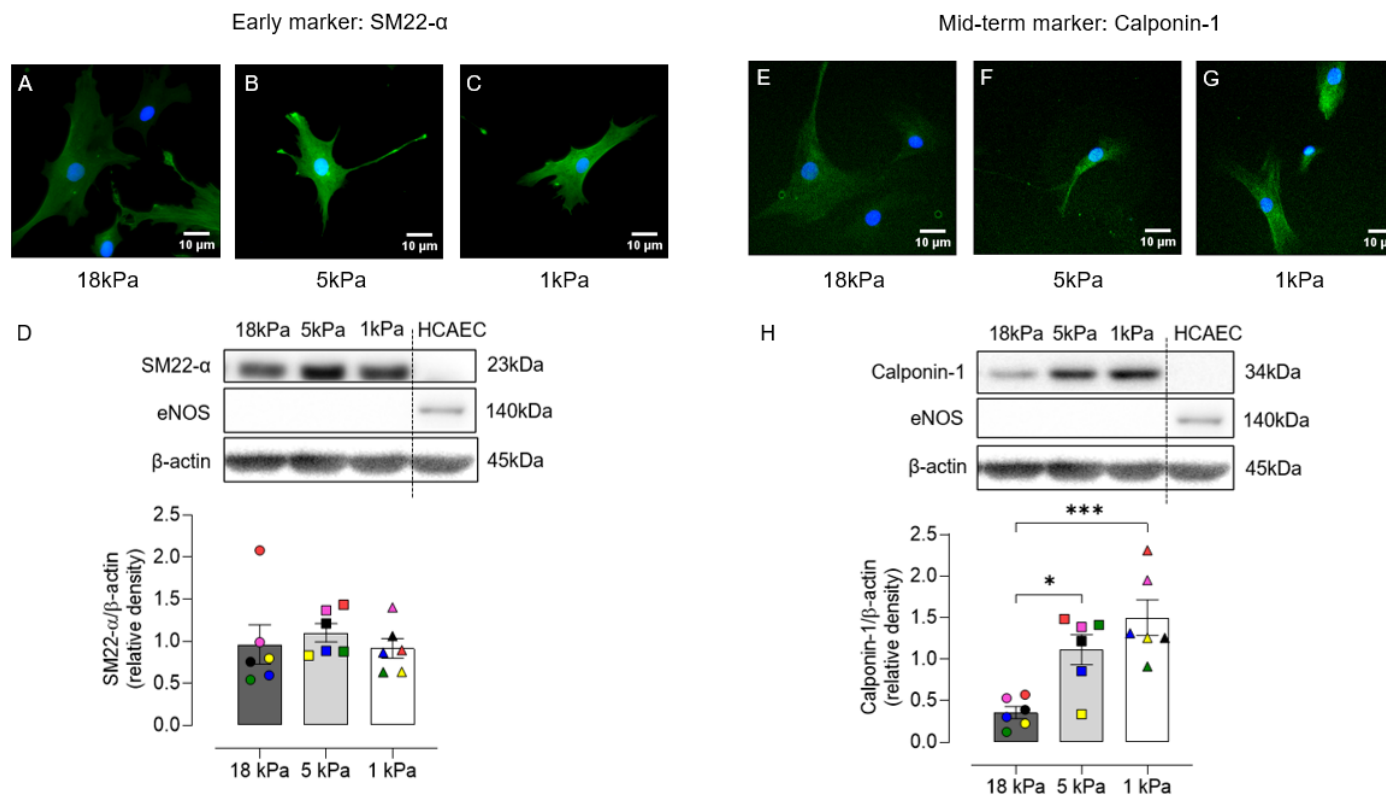 Early marker: SM22-α
Mid-term marker: Calponin-1
A
B
C
10 µm
10 µm
10 µm
18kPa
5kPa
1kPa
E
F
G
10 µm
10 µm
10 µm
18kPa
5kPa
1kPa
D
18kPa 5kPa 1kPa HCAEC
SM22-α 23kDa
eNOS 140kDa
β-actin 45kDa
2.5
2.0
1.5
1.0
0.5
0.0
SM22-α/β-actin
(relative density)
18 kPa 5 kPa 1 kPa
H
18kPa 5kPa 1kPa HCAEC
Calponin-1 34kDa
eNOS 140kDa
β-actin 45kDa
***
*
2.5
2.0
1.5
1.0
0.5
0.0
Calponin-1/β-actin
(relative density)
18 kPa 5 kPa 1 kPa